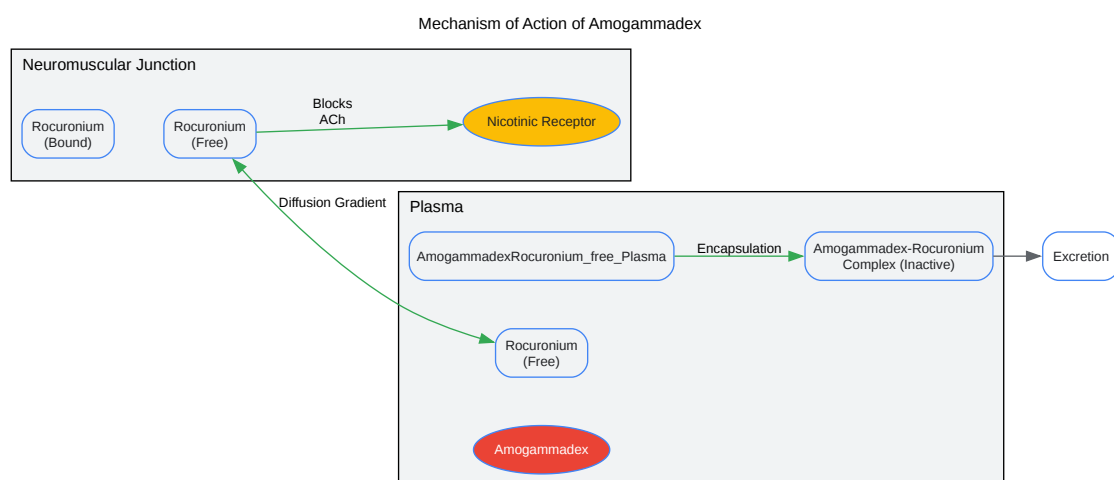 Mechanism of Action of Amogammadex
Neuromuscular Junction
Rocuronium
(Bound)
Rocuronium
(Free)
Blocks
ACh
Nicotinic Receptor
Diffusion Gradient
Plasma
AmogammadexRocuronium_free_Plasma
Encapsulation
Amogammadex-Rocuronium
Complex (Inactive)
Excretion
Rocuronium
(Free)
Amogammadex